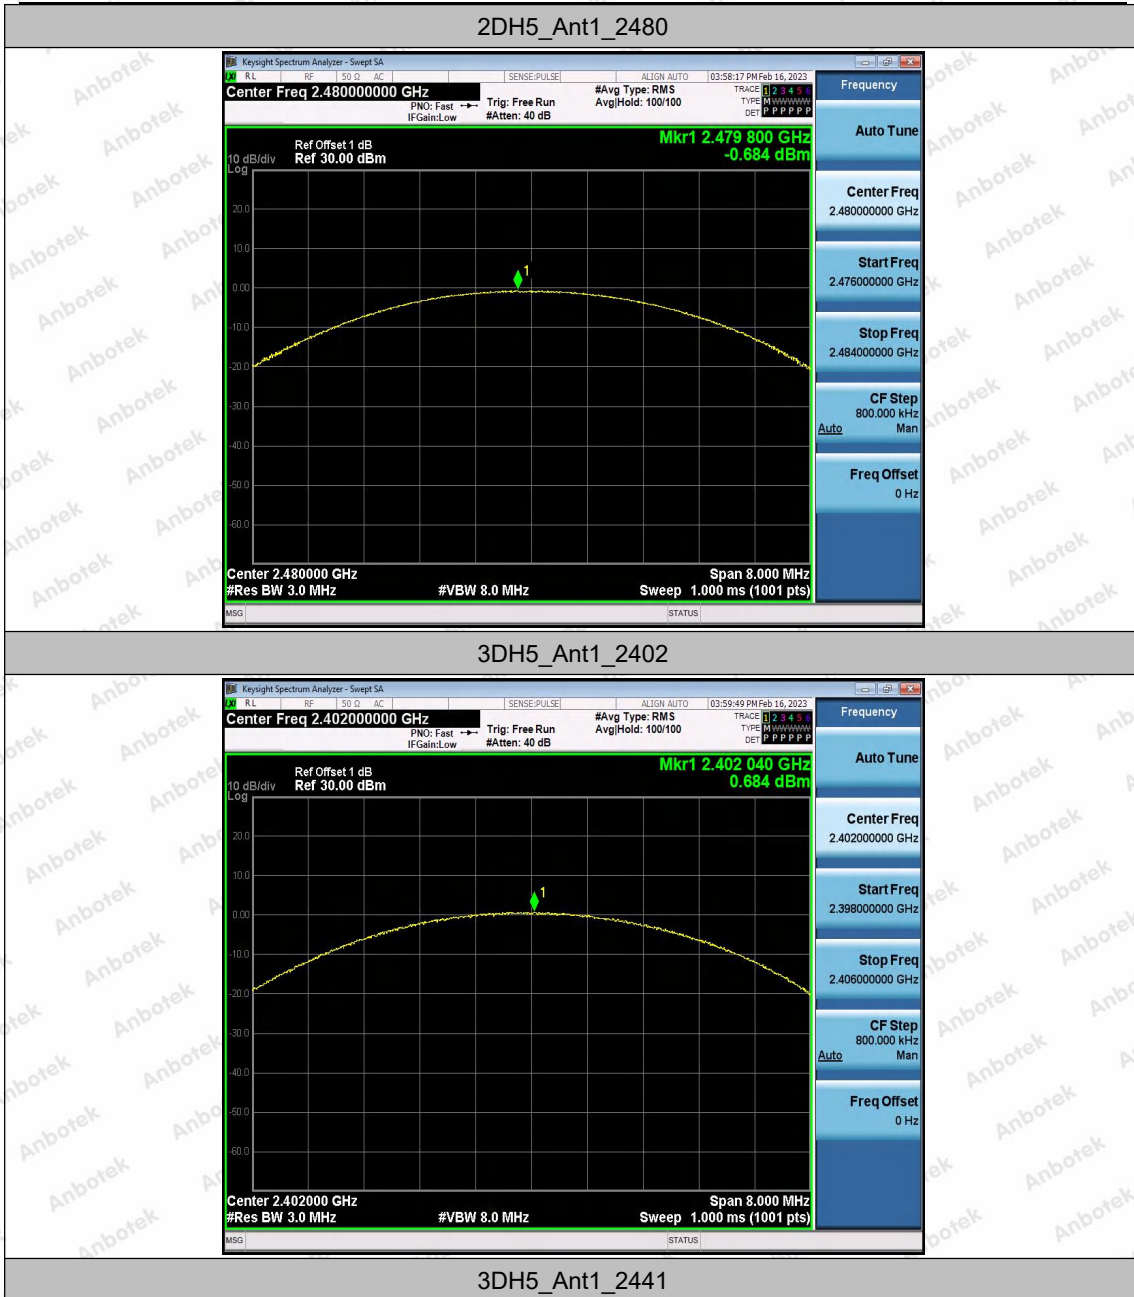 2DH5_Ant1_2480
Keysight Spectrum Analyzer - Swept SA
LXI RL RF 50 Ω AC SENSE:PULSE ALIGN AUTO 03:58:17 PM Feb 16, 2023
Center Freq 2.480000000 GHz
PNO: Fast
IFGain:Low
Trig: Free Run
#Atten: 40 dB
#Avg Type: RMS
Avg|Hold: 100/100
TRACE 1 2 3 4 5 6
TYPE M WWWWW
DET P P P P P P
Frequency
Ref Offset 1 dB
Ref 30.00 dBm
10 dB/div
Log
Mkr1 2.479 800 GHz
-0.684 dBm
20.0
10.0
0.00
-10.0
-20.0
-30.0
-40.0
-50.0
-60.0
1
Center 2.480000 GHz
Span 8.000 MHz
#Res BW 3.0 MHz
#VBW 8.0 MHz
Sweep 1.000 ms (1001 pts)
MSG
STATUS
Auto Tune
Center Freq
2.480000000 GHz
Start Freq
2.476000000 GHz
Stop Freq
2.484000000 GHz
CF Step
800.000 kHz
Auto Man
Freq Offset
0 Hz
3DH5_Ant1_2402
Keysight Spectrum Analyzer - Swept SA
LXI RL RF 50 Ω AC SENSE:PULSE ALIGN AUTO 03:59:49 PM Feb 16, 2023
Center Freq 2.402000000 GHz
PNO: Fast
IFGain:Low
Trig: Free Run
#Atten: 40 dB
#Avg Type: RMS
Avg|Hold: 100/100
TRACE 1 2 3 4 5 6
TYPE M WWWWW
DET P P P P P P
Frequency
Ref Offset 1 dB
Ref 30.00 dBm
10 dB/div
Log
Mkr1 2.402 040 GHz
0.684 dBm
20.0
10.0
0.00
-10.0
-20.0
-30.0
-40.0
-50.0
-60.0
1
Center 2.402000 GHz
Span 8.000 MHz
#Res BW 3.0 MHz
#VBW 8.0 MHz
Sweep 1.000 ms (1001 pts)
MSG
STATUS
Auto Tune
Center Freq
2.402000000 GHz
Start Freq
2.398000000 GHz
Stop Freq
2.406000000 GHz
CF Step
800.000 kHz
Auto Man
Freq Offset
0 Hz
3DH5_Ant1_2441
Anbotek